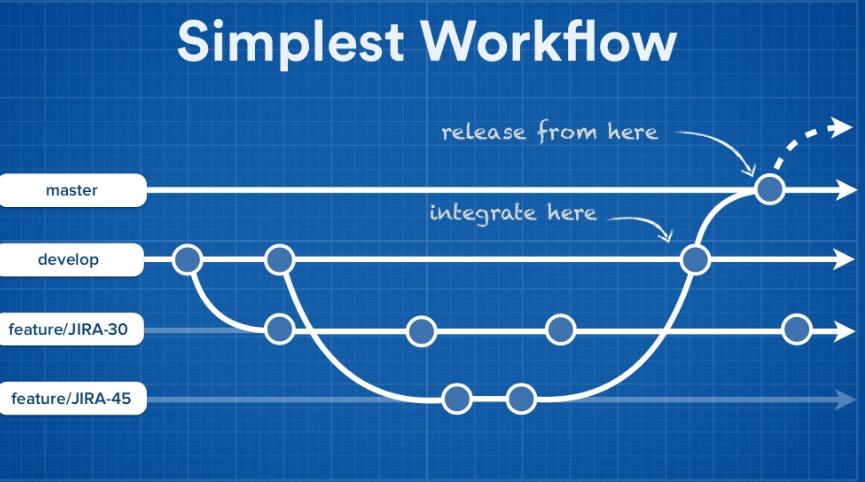 Simplest Workflow
release from here
master
integrate here
develop
feature/JIRA-30
feature/JIRA-45